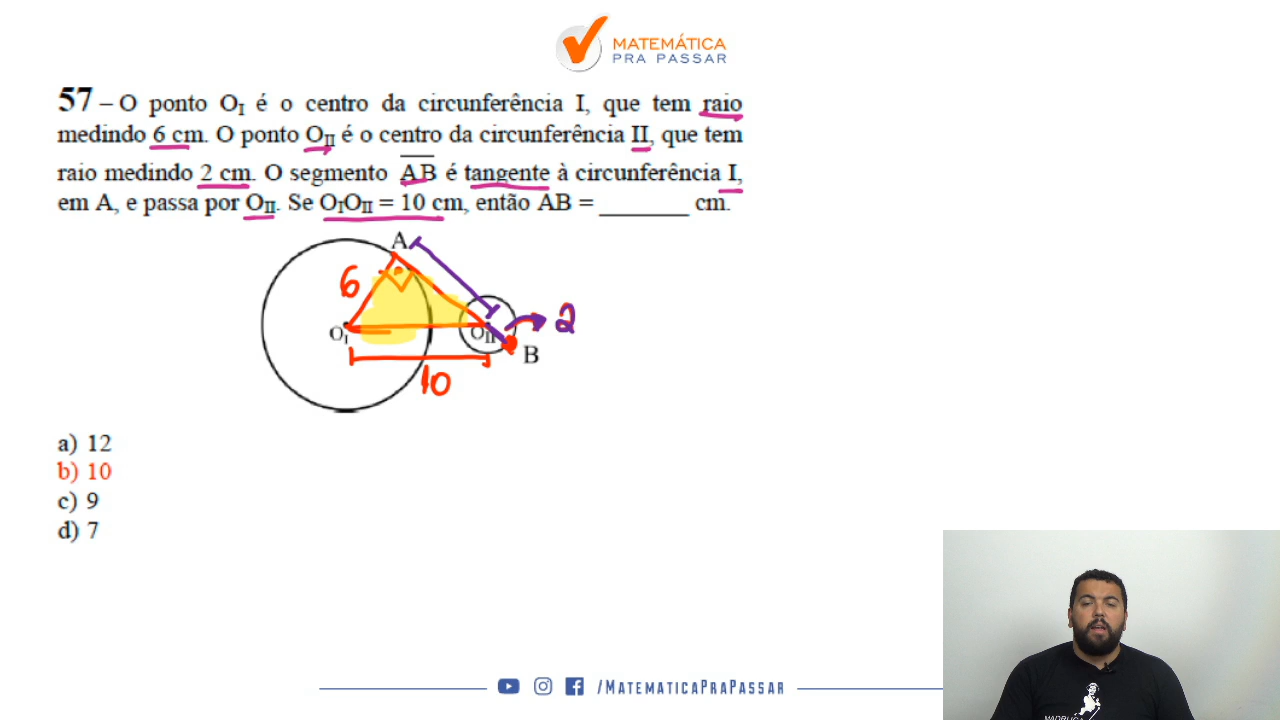 MATEMÁTICA
PRA PASSAR
57 – O ponto OI é o centro da circunferência I, que tem raio
medindo 6 cm. O ponto OII é o centro da circunferência II, que tem
raio medindo 2 cm. O segmento AB é tangente à circunferência I,
em A, e passa por OII. Se OIOII = 10 cm, então AB = ________ cm.
A
6
OI
OII
2
B
10
a) 12
b) 10
c) 9
d) 7
/MATEMATICAPRAPASSAR